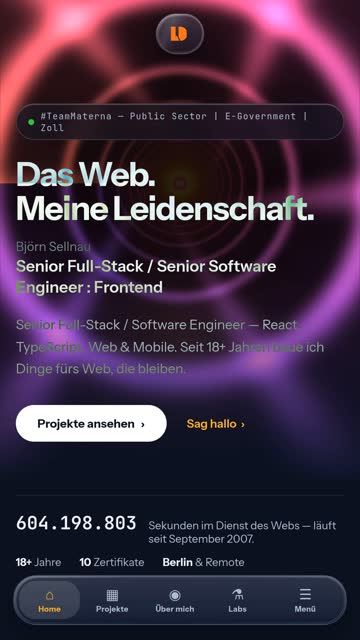 #TeamMaterna — Public Sector | E-Government |
Zoll
Das Web.
Meine Leidenschaft.
Björn Sellnau
Senior Full-Stack / Senior Software
Engineer : Frontend
Senior Full-Stack / Software Engineer — React,
TypeScript, Web & Mobile. Seit 18+ Jahren baue ich
Dinge fürs Web, die bleiben.
Projekte ansehen ›
Sag hallo ›
604.198.803
Sekunden im Dienst des Webs — läuft
seit September 2007.
18+ Jahre 10 Zertifikate Berlin & Remote
Home Projekte Über mich Labs Menü